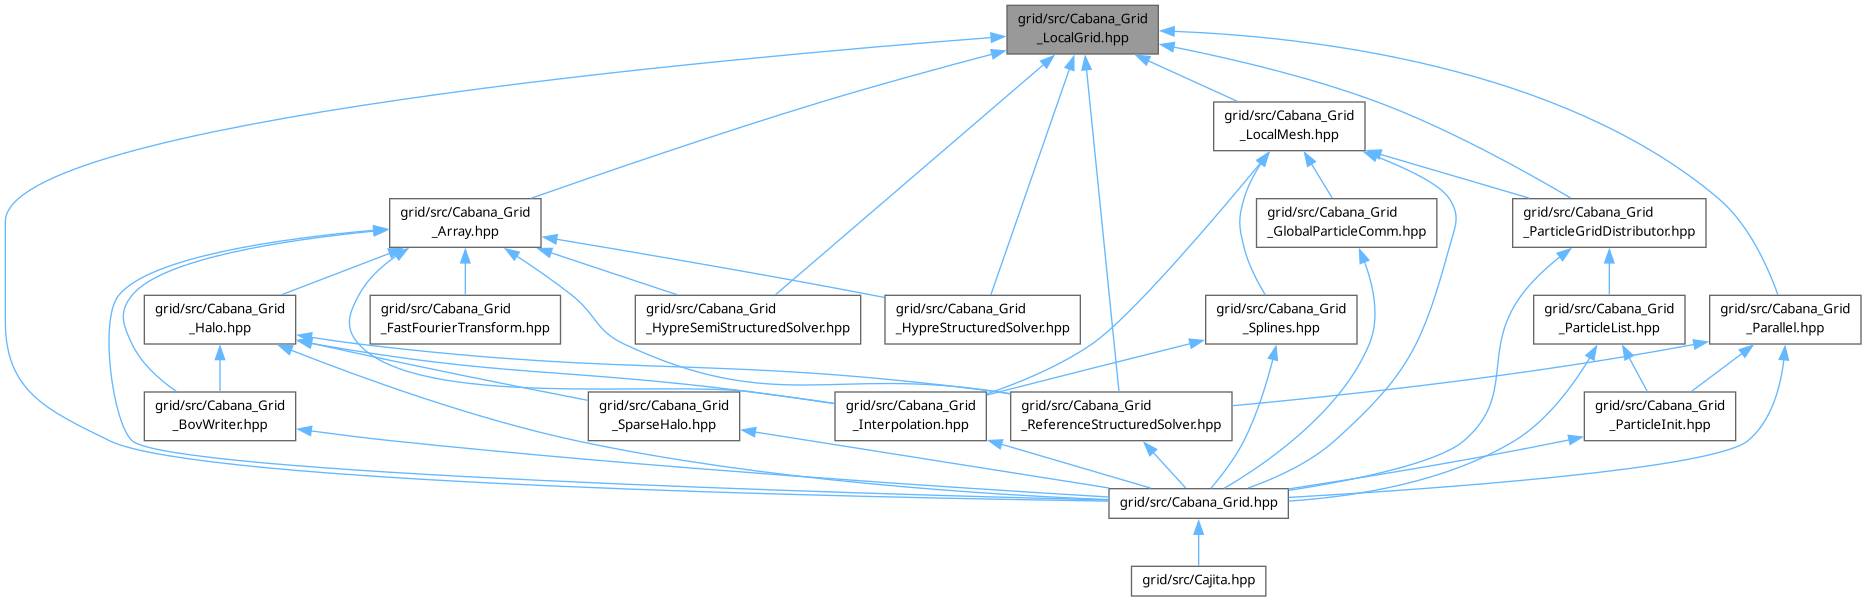 grid/src/Cabana_Grid
_LocalGrid.hpp
grid/src/Cabana_Grid
_LocalMesh.hpp
grid/src/Cabana_Grid
_Array.hpp
grid/src/Cabana_Grid
_GlobalParticleComm.hpp
grid/src/Cabana_Grid
_ParticleGridDistributor.hpp
grid/src/Cabana_Grid
_Halo.hpp
grid/src/Cabana_Grid
_FastFourierTransform.hpp
grid/src/Cabana_Grid
_HypreSemiStructuredSolver.hpp
grid/src/Cabana_Grid
_HypreStructuredSolver.hpp
grid/src/Cabana_Grid
_Splines.hpp
grid/src/Cabana_Grid
_ParticleList.hpp
grid/src/Cabana_Grid
_Parallel.hpp
grid/src/Cabana_Grid
_BovWriter.hpp
grid/src/Cabana_Grid
_SparseHalo.hpp
grid/src/Cabana_Grid
_Interpolation.hpp
grid/src/Cabana_Grid
_ReferenceStructuredSolver.hpp
grid/src/Cabana_Grid
_ParticleInit.hpp
grid/src/Cabana_Grid.hpp
grid/src/Cajita.hpp